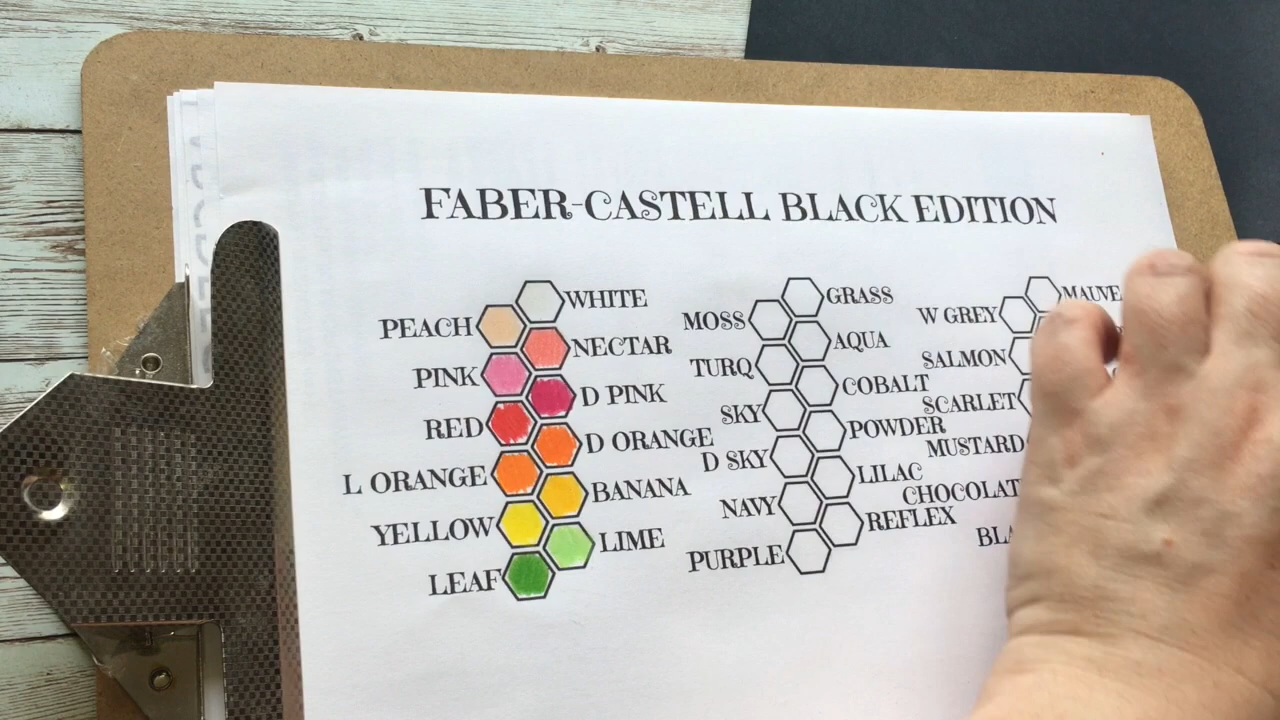 FABER-CASTELL BLACK EDITION
WHITE
PEACH
NECTAR
PINK
D PINK
RED
D ORANGE
L ORANGE
BANANA
YELLOW
LIME
LEAF
GRASS
MOSS
AQUA
TURQ
COBALT
SKY
POWDER
D SKY
LILAC
NAVY
REFLEX
PURPLE
MAUVE
W GREY
SALMON
SCARLET
MUSTARD